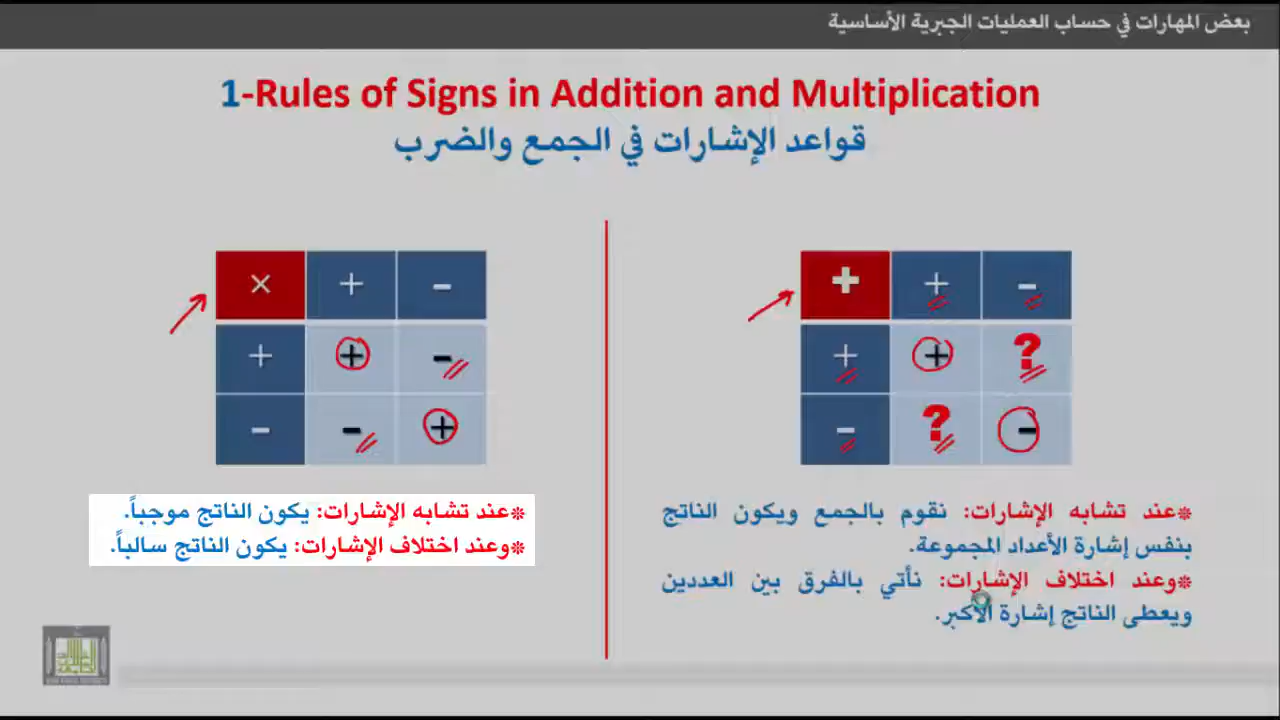 بعض المهارات في حساب العمليات الجبرية الأساسية
1-Rules of Signs in Addition and Multiplication
قواعد الإشارات في الجمع والضرب
× + -
+ + -
- - +
*عند تشابه الإشارات: يكون الناتج موجباً.
*وعند اختلاف الإشارات: يكون الناتج سالباً.
+ + -
+ + ?
- ? -
*عند تشابه الإشارات: نقوم بالجمع ويكون الناتج
بنفس إشارة الأعداد المجموعة.
*وعند اختلاف الإشارات: نأتي بالفرق بين العددين
ويعطى الناتج إشارة الأكبر.